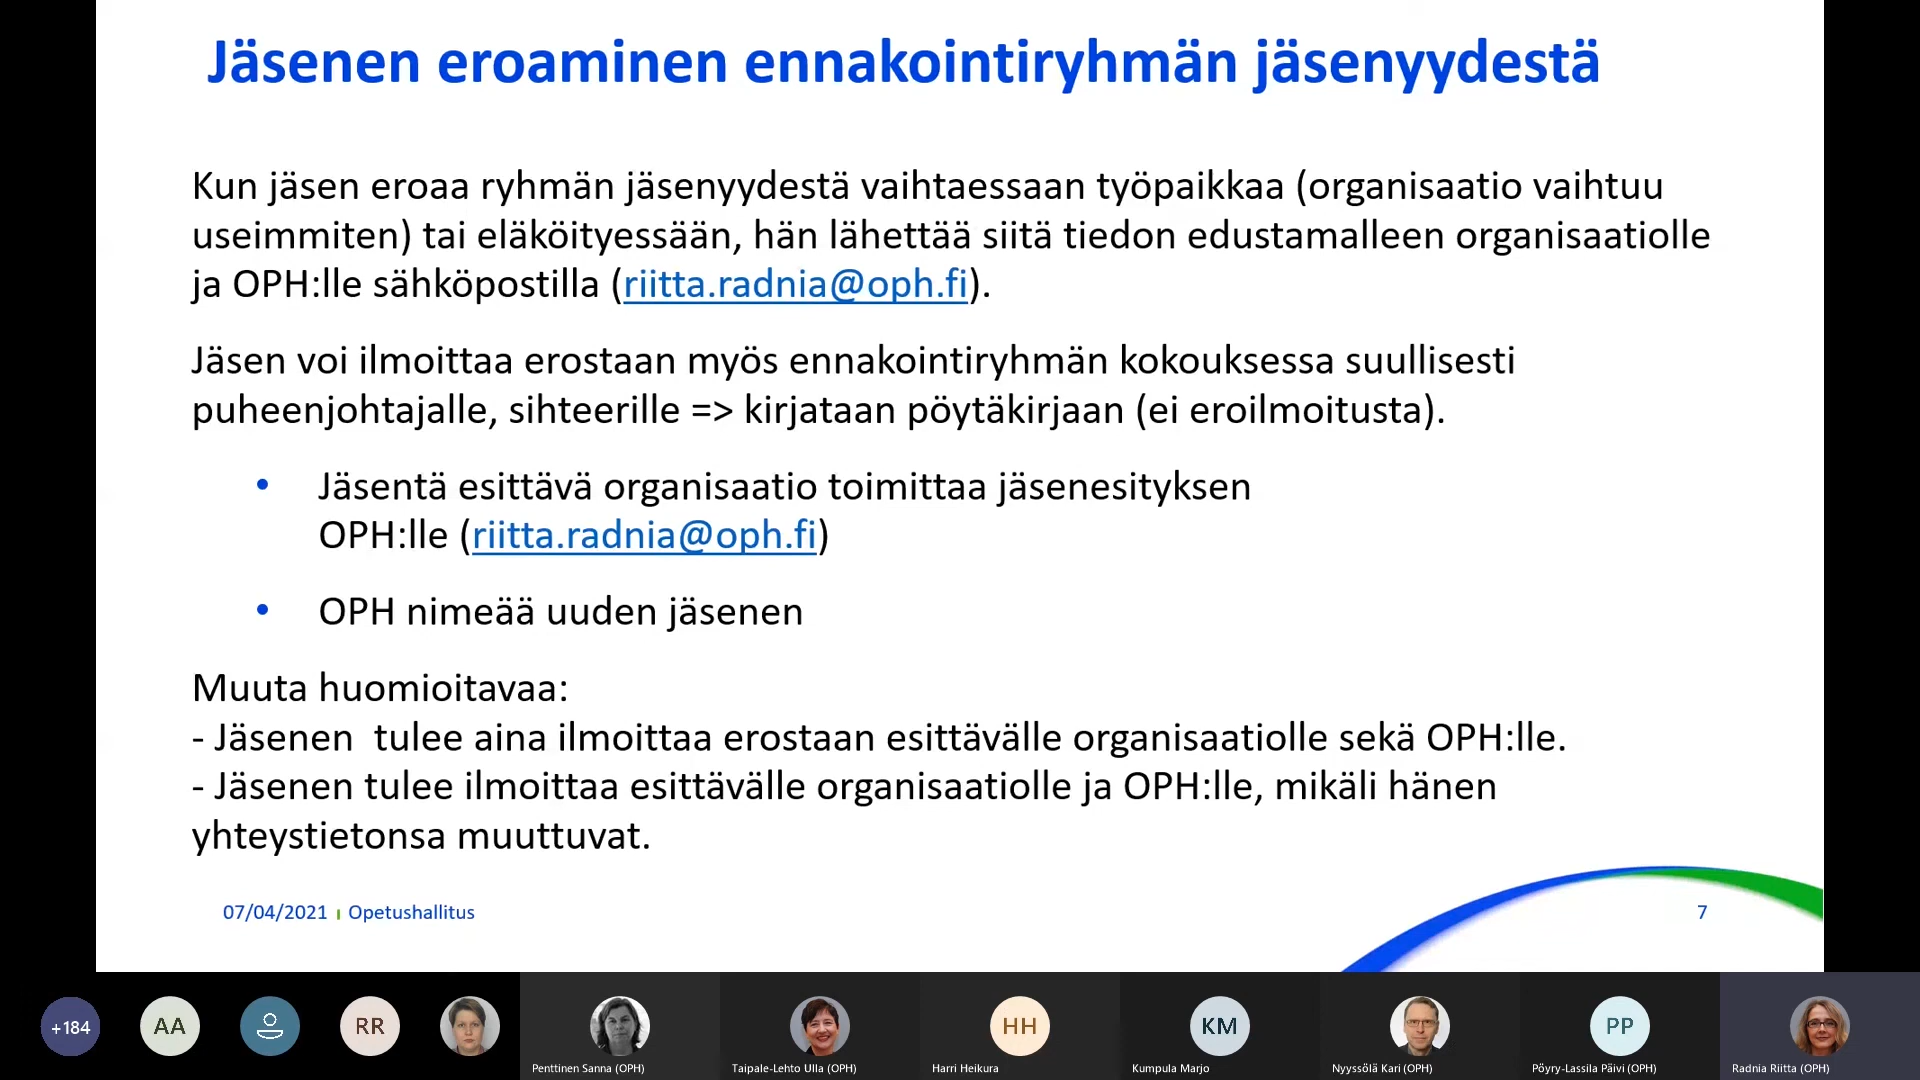 Jäsenen eroaminen ennakointiryhmän jäsenyydestä
Kun jäsen eroaa ryhmän jäsenyydestä vaihtaessaan työpaikkaa (organisaatio vaihtuu
useimmiten) tai eläköityessään, hän lähettää siitä tiedon edustamalleen organisaatiolle
ja OPH:lle sähköpostilla (riitta.radnia@oph.fi).
Jäsen voi ilmoittaa erostaan myös ennakointiryhmän kokouksessa suullisesti
puheenjohtajalle, sihteerille => kirjataan pöytäkirjaan (ei eroilmoitusta).
• Jäsentä esittävä organisaatio toimittaa jäsenesityksen
OPH:lle (riitta.radnia@oph.fi)
• OPH nimeää uuden jäsenen
Muuta huomioitavaa:
- Jäsenen  tulee aina ilmoittaa erostaan esittävälle organisaatiolle sekä OPH:lle.
- Jäsenen tulee ilmoittaa esittävälle organisaatiolle ja OPH:lle, mikäli hänen
yhteystietonsa muuttuvat.
07/04/2021 | Opetushallitus 7
+184 AA RR HH KM PP
Penttinen Sanna (OPH) Taipale-Lehto Ulla (OPH) Harri Heikura Kumpula Marjo Nyyssölä Kari (OPH) Pöyry-Lassila Päivi (OPH) Radnia Riitta (OPH)